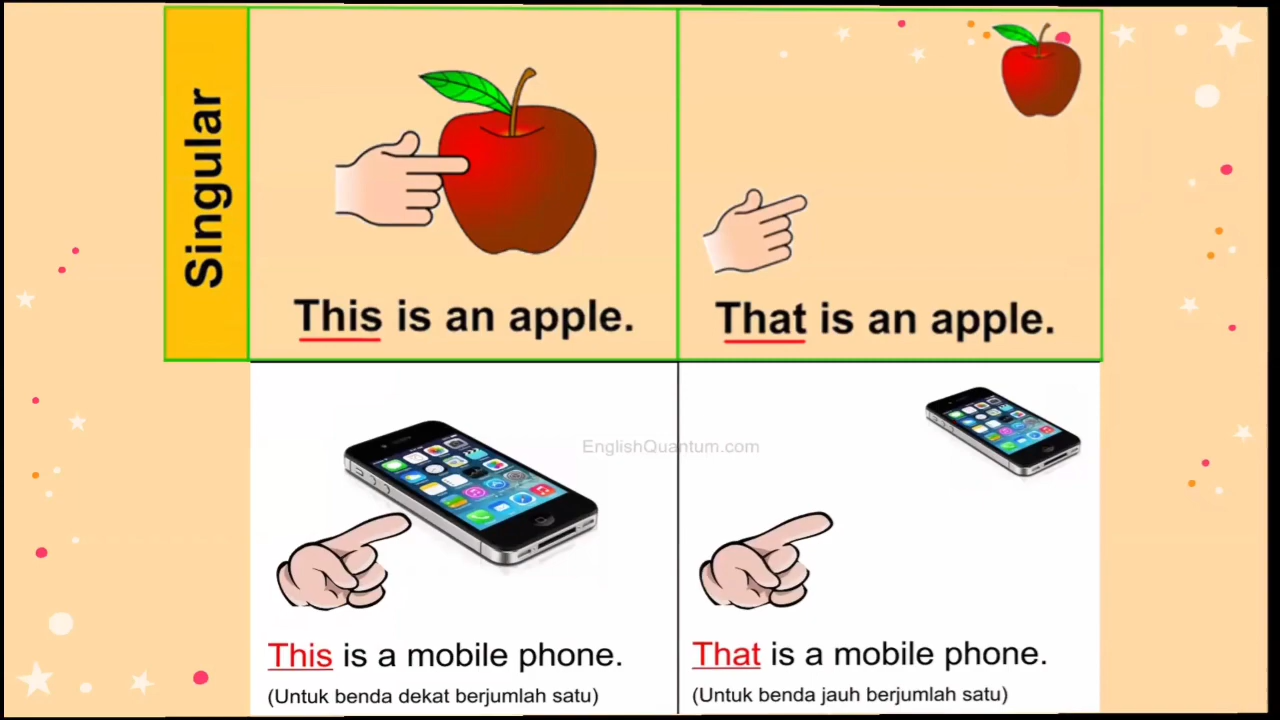 Singular
This is an apple.
That is an apple.
EnglishQuantum.com
This is a mobile phone.
(Untuk benda dekat berjumlah satu)
That is a mobile phone.
(Untuk benda jauh berjumlah satu)